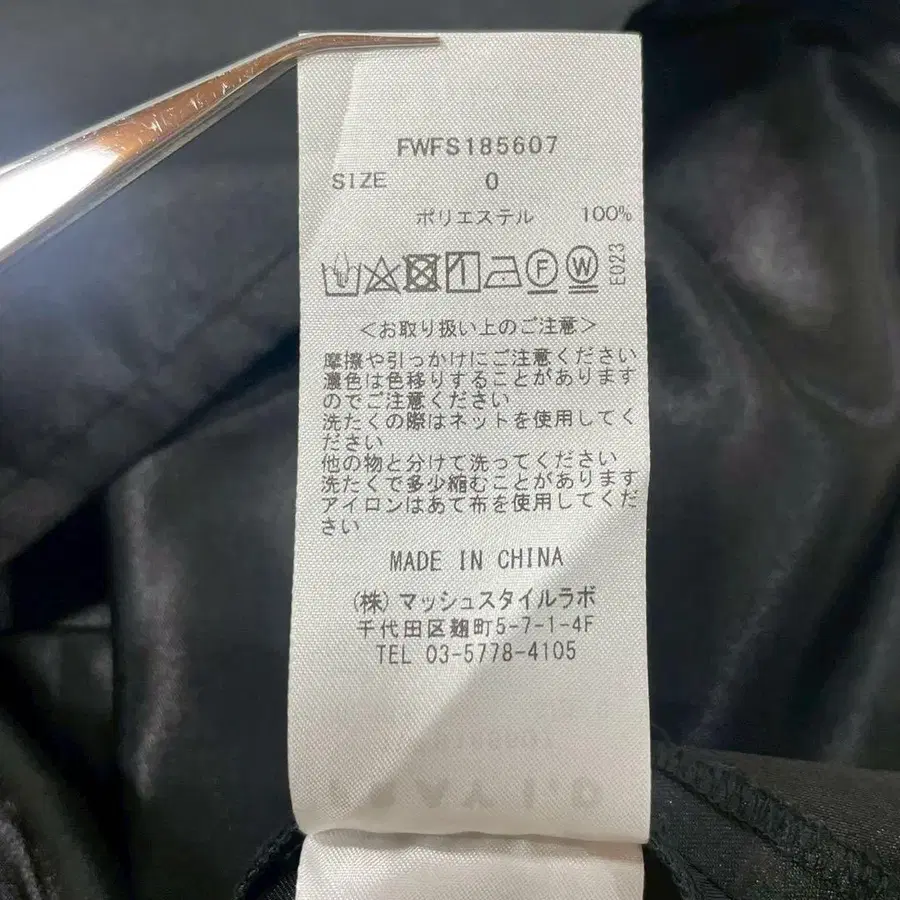 FWFS185607
SIZE 0
ポリエステル 100%
F W E023
＜お取り扱い上のご注意＞
摩擦や引っかけにご注意ください
濃色は色移りすることがあります
のでご注意ください
洗たくの際はネットを使用してく
ださい
他の物と分けて洗ってください
洗たくで多少縮むことがあります
アイロンはあて布を使用してくだ
さい
MADE IN CHINA
(株)マッシュスタイルラボ
千代田区麹町5-7-1-4F
TEL 03-5778-4105